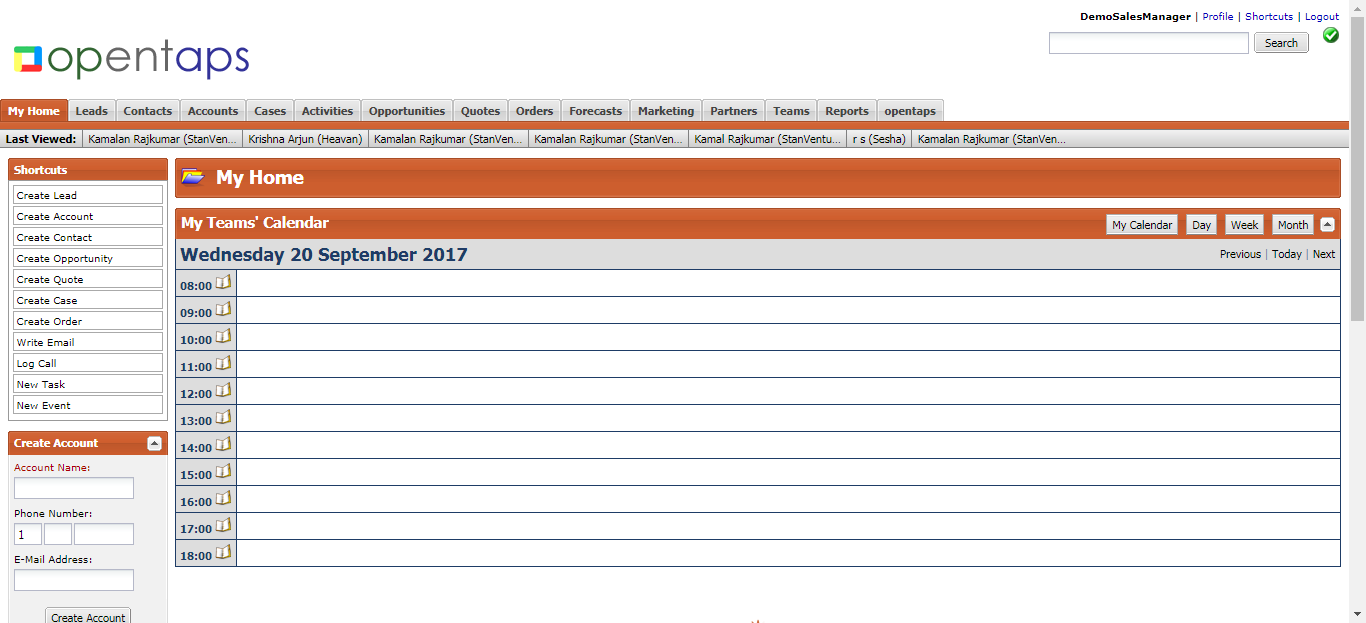 DemoSalesManager | Profile | Shortcuts | Logout
opentaps
Search
My Home Leads Contacts Accounts Cases Activities Opportunities Quotes Orders Forecasts Marketing Partners Teams Reports opentaps
Last Viewed: Kamalan Rajkumar (StanVen... Krishna Arjun (Heavan) Kamalan Rajkumar (StanVen... Kamalan Rajkumar (StanVen... Kamal Rajkumar (StanVentu... r s (Sesha) Kamalan Rajkumar (StanVen...
Shortcuts
Create Lead
Create Account
Create Contact
Create Opportunity
Create Quote
Create Case
Create Order
Write Email
Log Call
New Task
New Event
Create Account
Account Name:
Phone Number:
1
E-Mail Address:
Create Account
My Home
My Teams' Calendar
My Calendar Day Week Month
Wednesday 20 September 2017
Previous | Today | Next
08:00
09:00
10:00
11:00
12:00
13:00
14:00
15:00
16:00
17:00
18:00